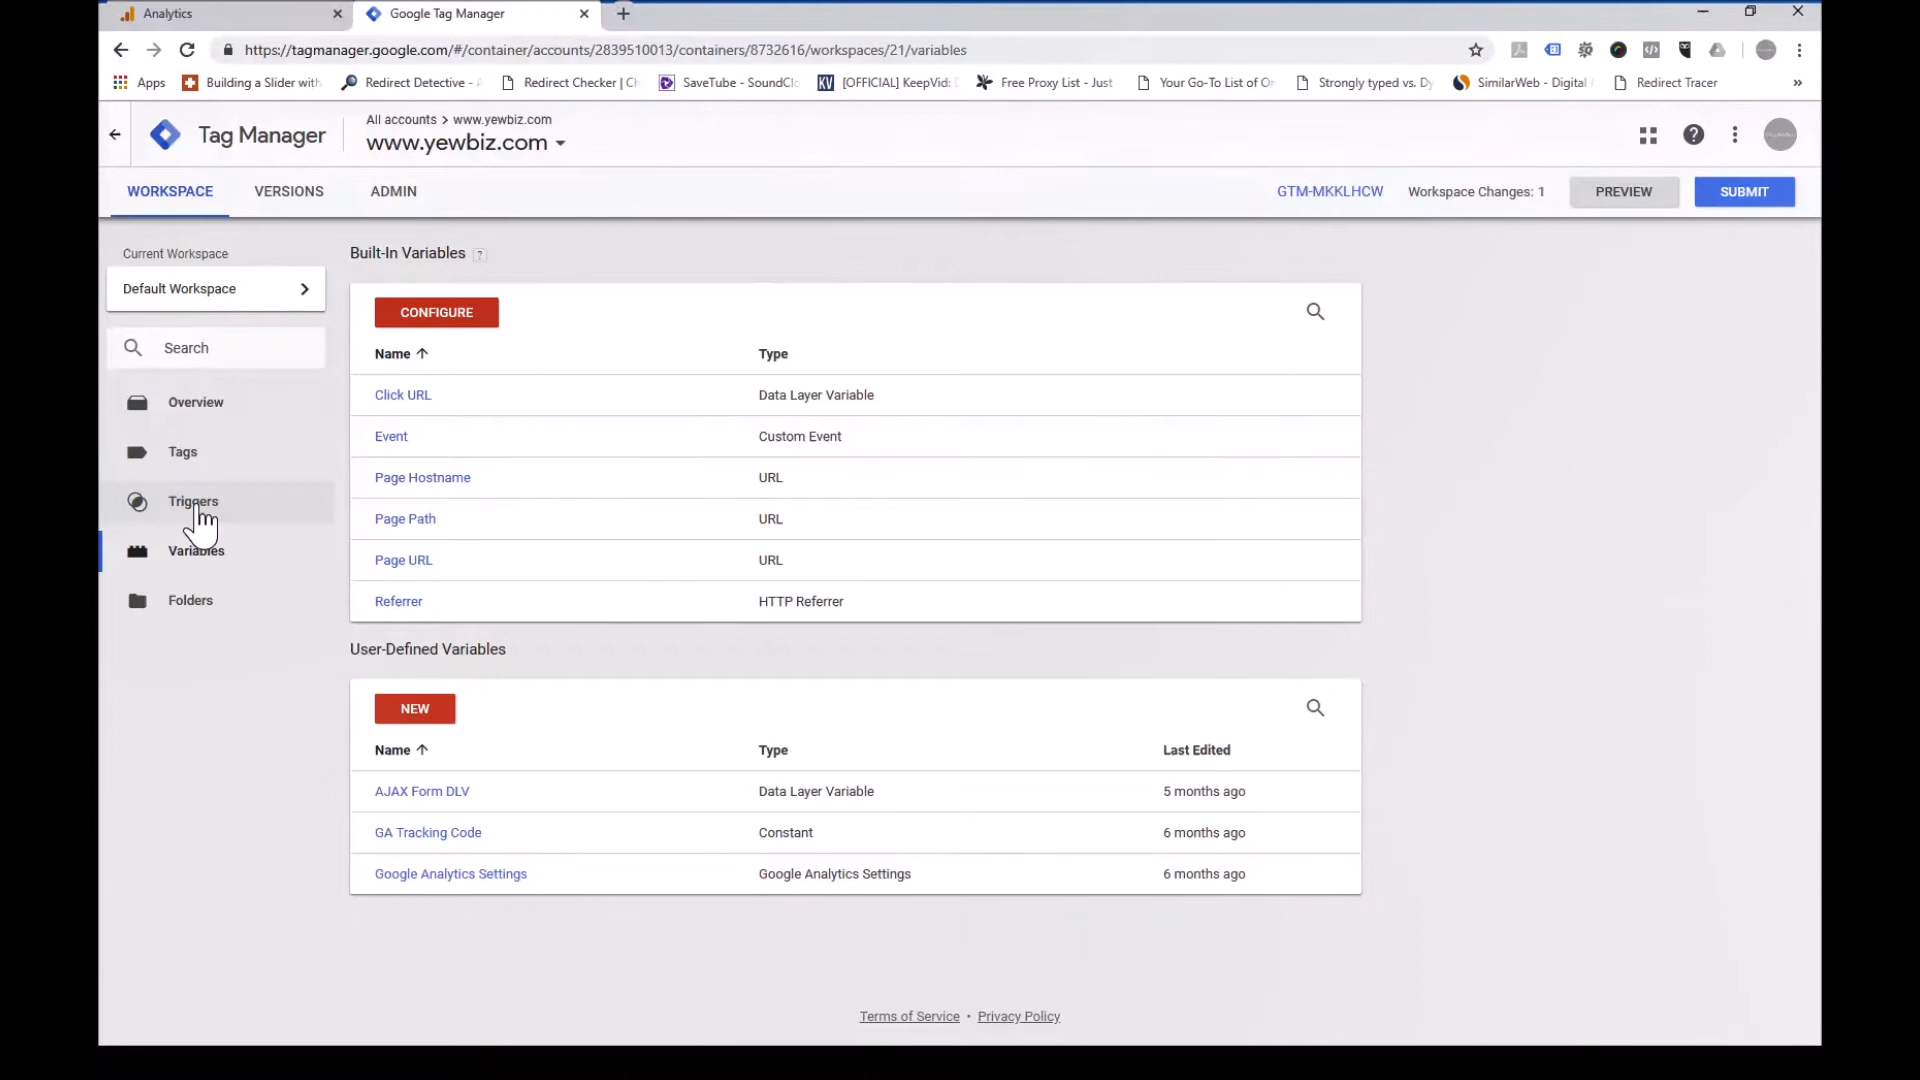 Analytics
Google Tag Manager
https://tagmanager.google.com/#/container/accounts/2839510013/containers/8732616/workspaces/21/variables
Apps Building a Slider with Redirect Detective - Redirect Checker | Ch SaveTube - SoundClo [OFFICIAL] KeepVid: Free Proxy List - Just Your Go-To List of Or Strongly typed vs. Dy SimilarWeb - Digital Redirect Tracer »
Tag Manager
All accounts > www.yewbiz.com
www.yewbiz.com
WORKSPACE VERSIONS ADMIN
GTM-MKKLHCW Workspace Changes: 1 PREVIEW SUBMIT
Current Workspace
Default Workspace
Search
Overview
Tags
Triggers
Variables
Folders
Built-In Variables ?
CONFIGURE
Name Type
Click URL Data Layer Variable
Event Custom Event
Page Hostname URL
Page Path URL
Page URL URL
Referrer HTTP Referrer
User-Defined Variables
NEW
Name Type Last Edited
AJAX Form DLV Data Layer Variable 5 months ago
GA Tracking Code Constant 6 months ago
Google Analytics Settings Google Analytics Settings 6 months ago
Terms of Service • Privacy Policy